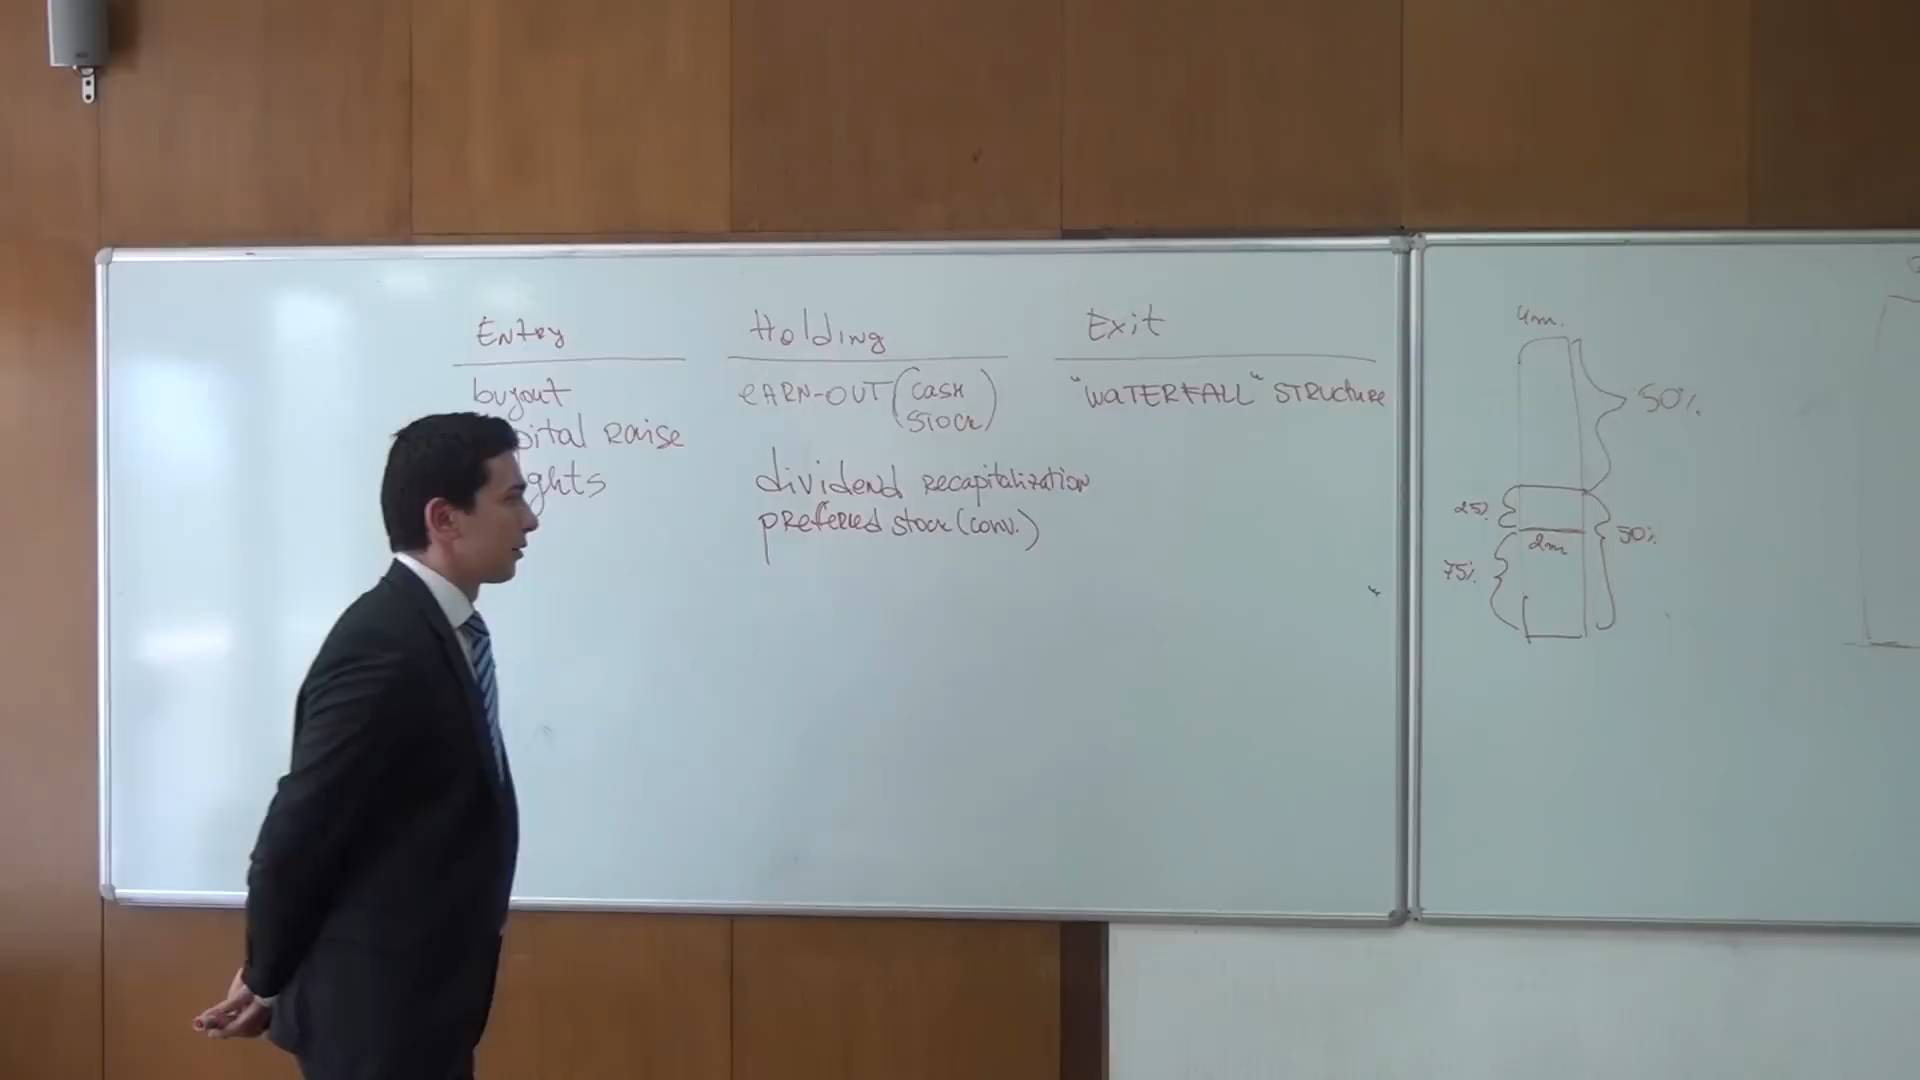 Entry
buyout
pital raise
ghts
Holding
eARN-OUT (CASH
STOCK)
dividend recapitalization
preferred stock (conv.)
Exit
"WATERFALL" STRUCTURE
4m.
50%
25%
2m
50%
75%